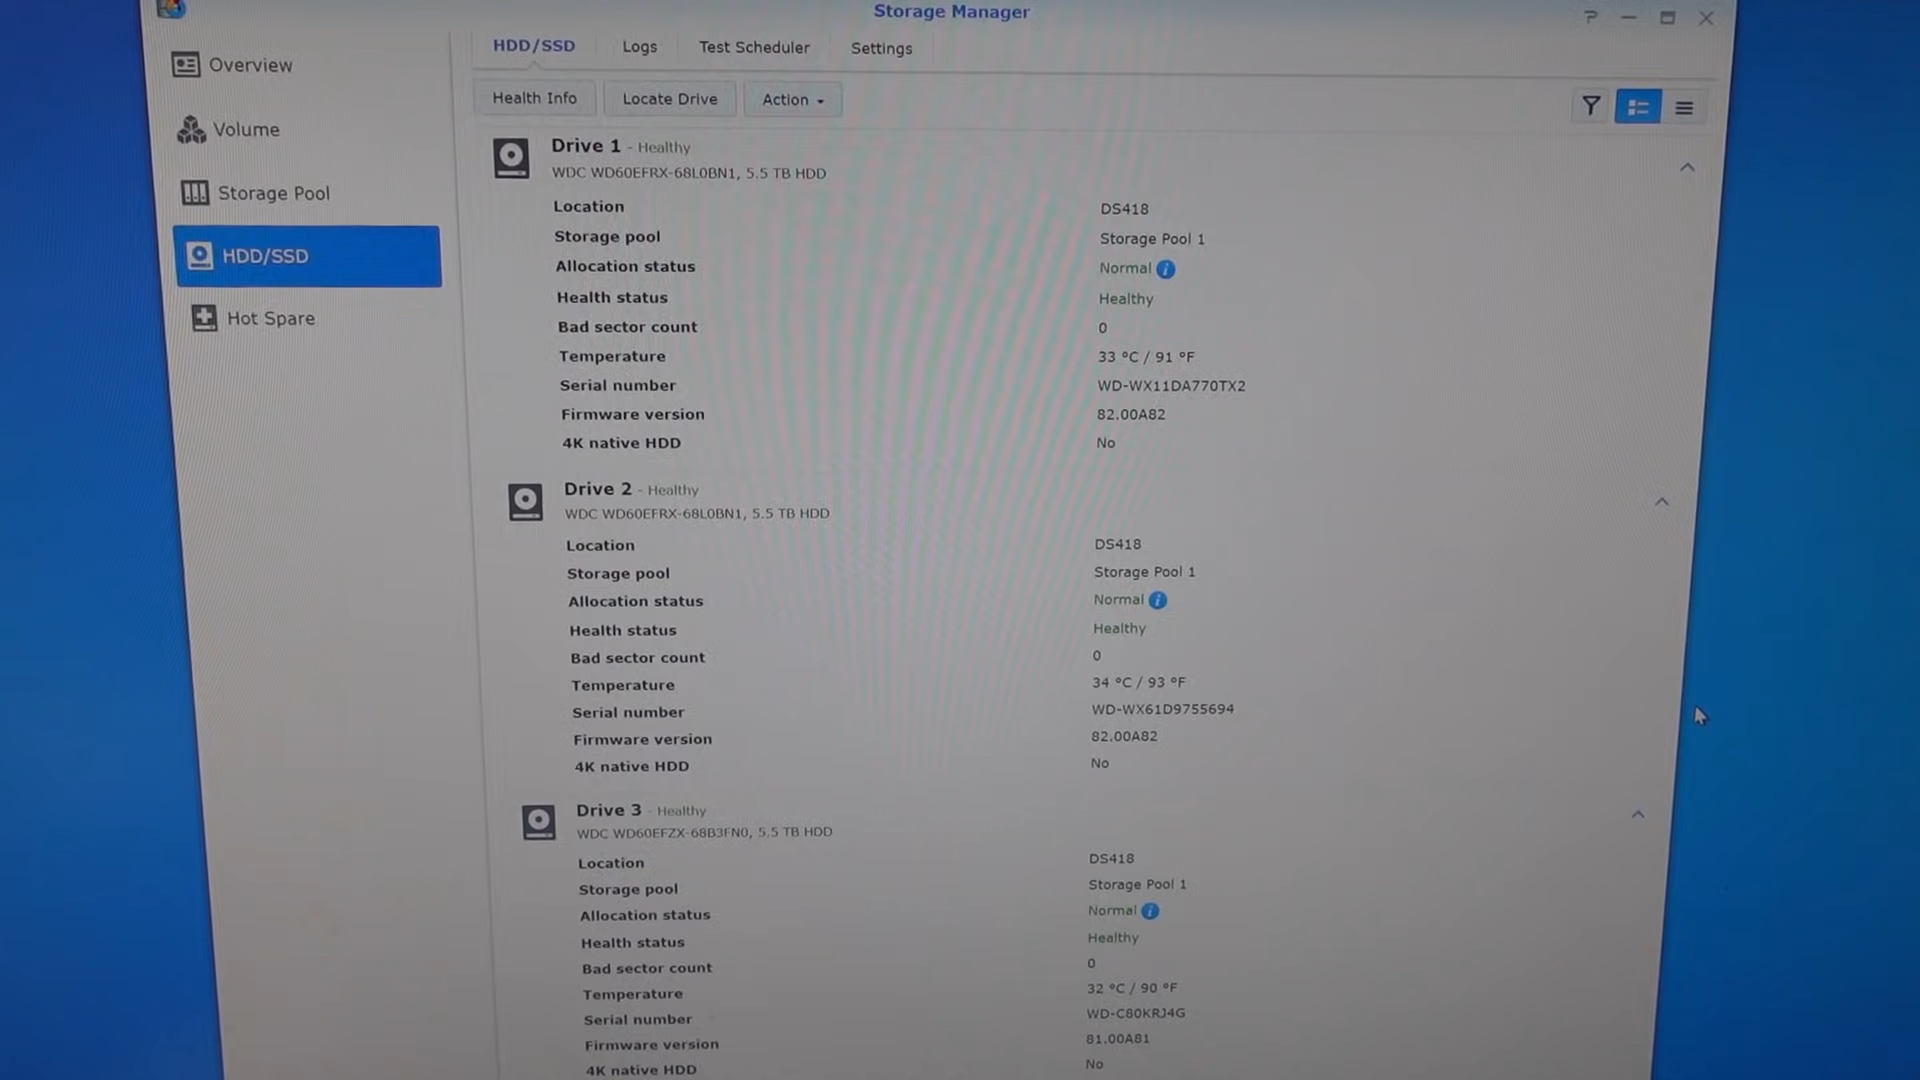 Storage Manager
Overview
Volume
Storage Pool
HDD/SSD
Hot Spare
HDD/SSD Logs Test Scheduler Settings
Health Info Locate Drive Action
Drive 1 - Healthy
WDC WD60EFRX-68L0BN1, 5.5 TB HDD
Location DS418
Storage pool Storage Pool 1
Allocation status Normal i
Health status Healthy
Bad sector count 0
Temperature 33 °C / 91 °F
Serial number WD-WX11DA770TX2
Firmware version 82.00A82
4K native HDD No
Drive 2 - Healthy
WDC WD60EFRX-68L0BN1, 5.5 TB HDD
Location DS418
Storage pool Storage Pool 1
Allocation status Normal i
Health status Healthy
Bad sector count 0
Temperature 34 °C / 93 °F
Serial number WD-WX61D9755694
Firmware version 82.00A82
4K native HDD No
Drive 3 - Healthy
WDC WD60EFZX-68B3FN0, 5.5 TB HDD
Location DS418
Storage pool Storage Pool 1
Allocation status Normal i
Health status Healthy
Bad sector count 0
Temperature 32 °C / 90 °F
Serial number WD-C80KRJ4G
Firmware version 81.00A81
4K native HDD No